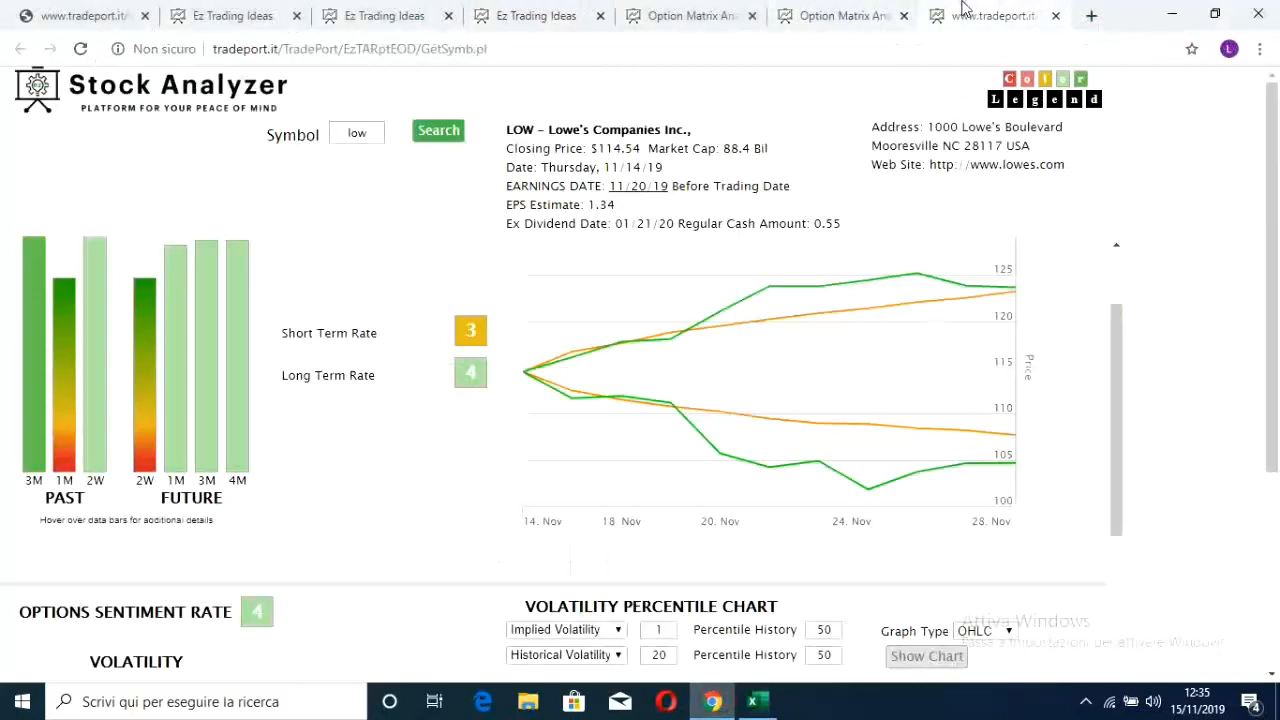 www.tradeport.it/
Ez Trading Ideas
Ez Trading Ideas
Ez Trading Ideas
Option Matrix An
Option Matrix An
www.tradeport.it/
Non sicuro
tradeport.it/TradePort/EzTARptEOD/GetSymb.pl
L
Stock Analyzer
PLATFORM FOR YOUR PEACE OF MIND
Color
Legend
Symbol
low
Search
LOW - Lowe's Companies Inc.,
Closing Price: $114.54 Market Cap: 88.4 Bil
Date: Thursday, 11/14/19
EARNINGS DATE: 11/20/19 Before Trading Date
EPS Estimate: 1.34
Ex Dividend Date: 01/21/20 Regular Cash Amount: 0.55
Address: 1000 Lowe's Boulevard
Mooresville NC 28117 USA
Web Site: http://www.lowes.com
3M 1M 2W
PAST
2W 1M 3M 4M
FUTURE
Hover over data bars for additional details
Short Term Rate 3
Long Term Rate 4
125
120
115
110
105
100
Price
14. Nov 18. Nov 20. Nov 24. Nov 28. Nov
OPTIONS SENTIMENT RATE 4
VOLATILITY
VOLATILITY PERCENTILE CHART
Implied Volatility 1 Percentile History 50
Historical Volatility 20 Percentile History 50
Graph Type OHLC
Show Chart
Attiva Windows
Passa a Impostazioni per attivare Windows.
Scrivi qui per eseguire la ricerca
12:35
15/11/2019
4